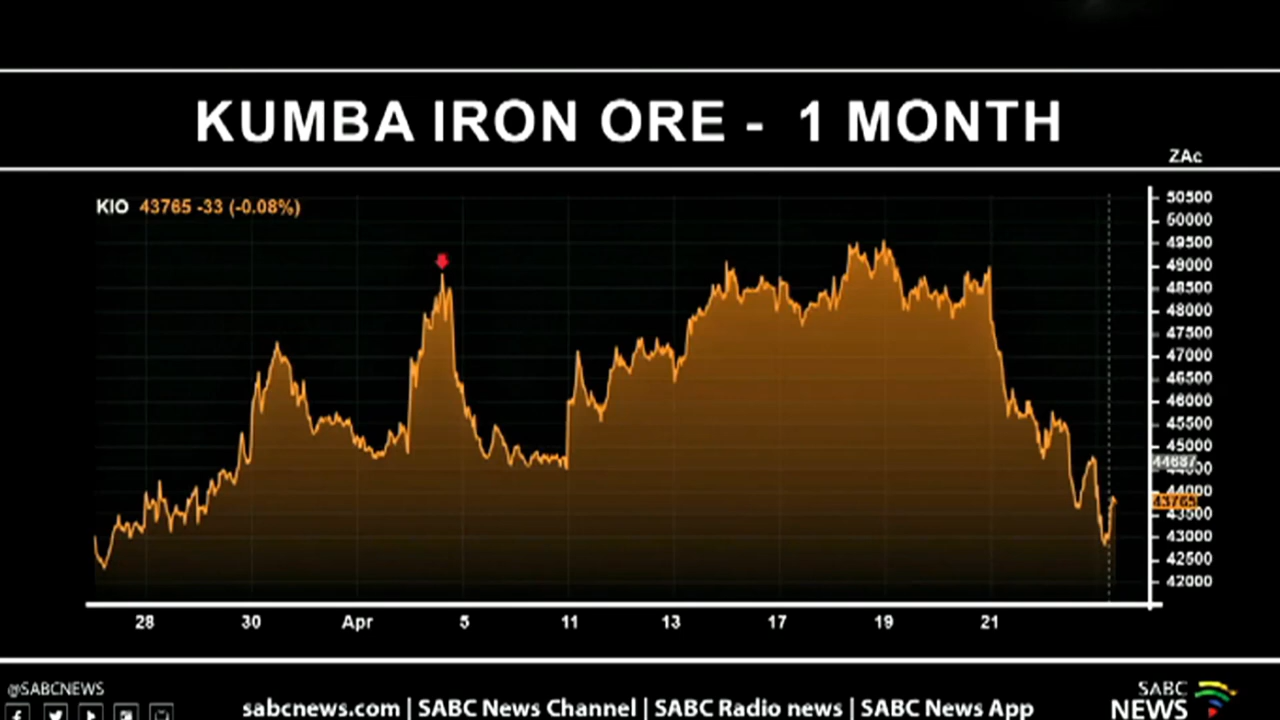 KUMBA IRON ORE - 1 MONTH
ZAc
KIO 43765 -33 (-0.08%)
50500
50000
49500
49000
48500
48000
47500
47000
46500
46000
45500
45000
44687
44000
43765
43500
43000
42500
42000
28 30 Apr 5 11 13 17 19 21
@SABCNEWS
sabcnews.com | SABC News Channel | SABC Radio news | SABC News App
SABC
NEWS